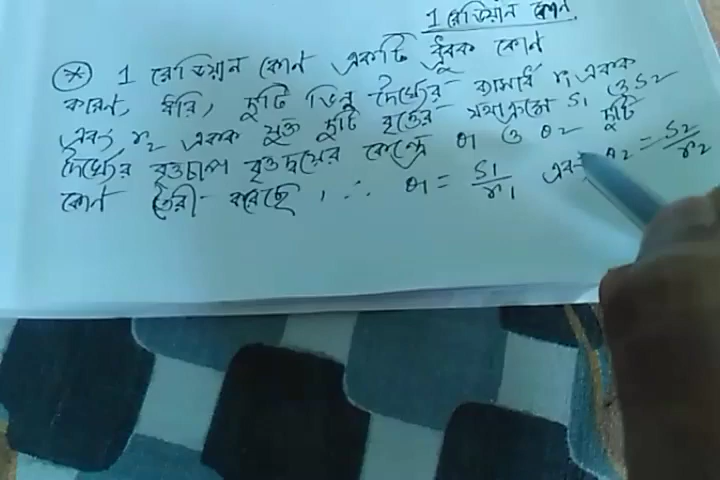 1 রেডিয়ান কোন
* 1 রেডিয়ান কোন একটি ধ্রুবক কোন
কারন, ধরি, দুটি ভিন্ন দৈর্ঘ্যের ব্যাসার্ধ r₁ একক
এবং r₂ একক যুক্ত দুটি বৃত্তের যথাক্রমে S₁ ও S₂
দৈর্ঘ্যের বৃত্তচাপ বৃত্তদ্বয়ের কেন্দ্রে θ₁ ও θ₂ দুটি
কোন তৈরী করেছে। ∴ θ₁ = S₁/r₁ এবং θ₂ = S₂/r₂